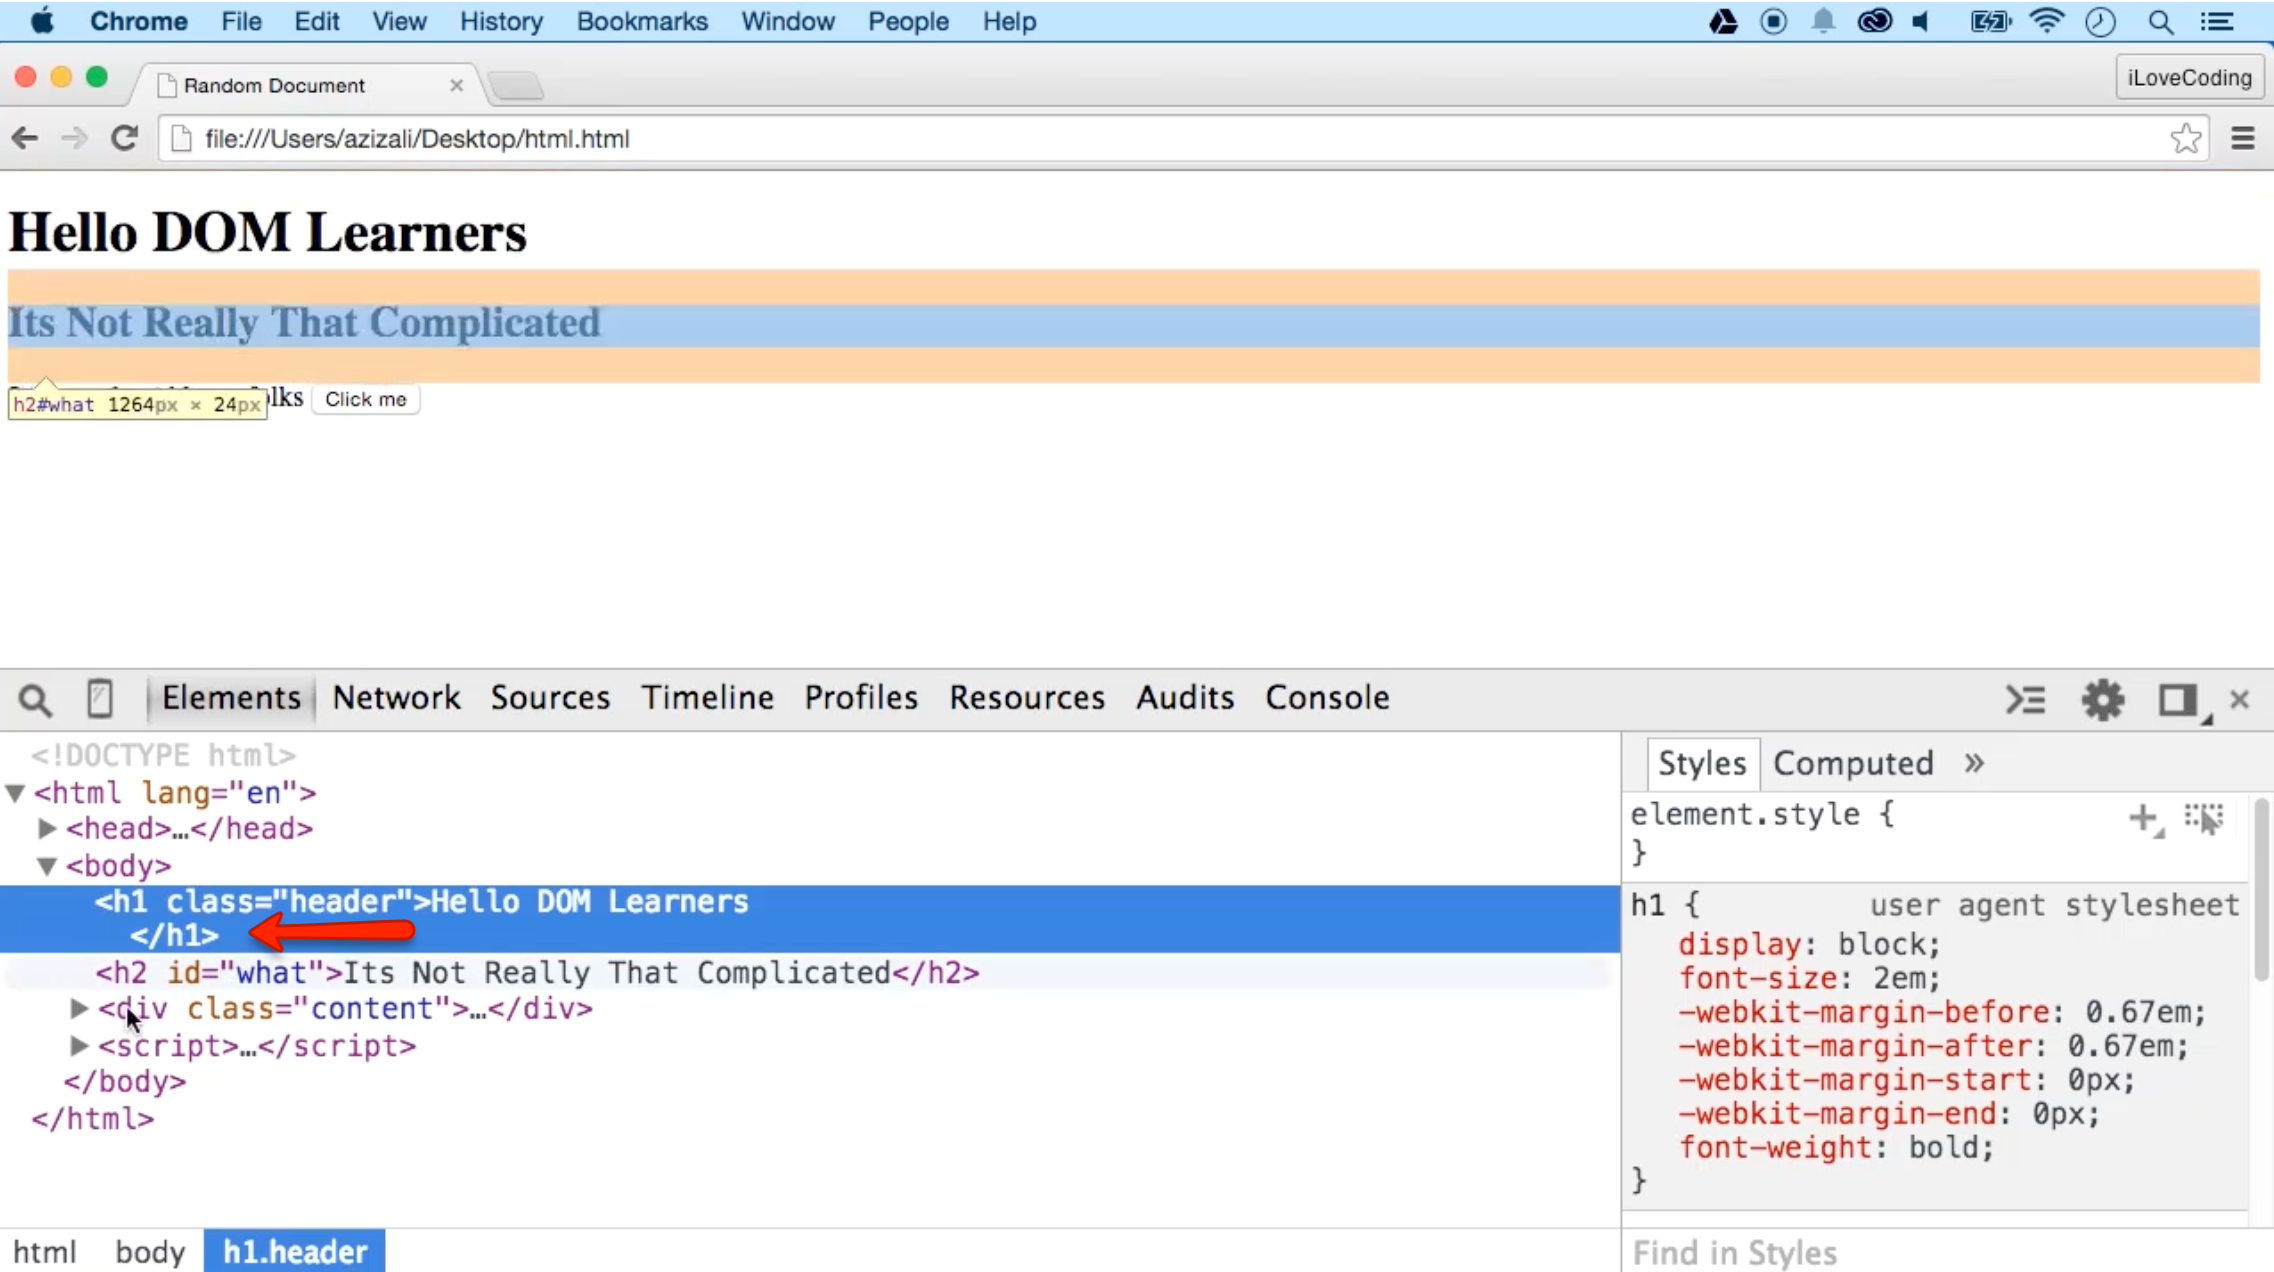 Chrome File Edit View History Bookmarks Window People Help
Random Document
iLoveCoding
file:///Users/azizali/Desktop/html.html
Hello DOM Learners
Its Not Really That Complicated
h2#what 1264px × 24px
Click me
Elements Network Sources Timeline Profiles Resources Audits Console
<!DOCTYPE html>
<html lang="en">
<head>…</head>
<body>
<h1 class="header">Hello DOM Learners
</h1>
<h2 id="what">Its Not Really That Complicated</h2>
<div class="content">…</div>
<script>…</script>
</body>
</html>
html body h1.header
Styles Computed »
element.style {
}
h1 { user agent stylesheet
display: block;
font-size: 2em;
-webkit-margin-before: 0.67em;
-webkit-margin-after: 0.67em;
-webkit-margin-start: 0px;
-webkit-margin-end: 0px;
font-weight: bold;
}
Find in Styles